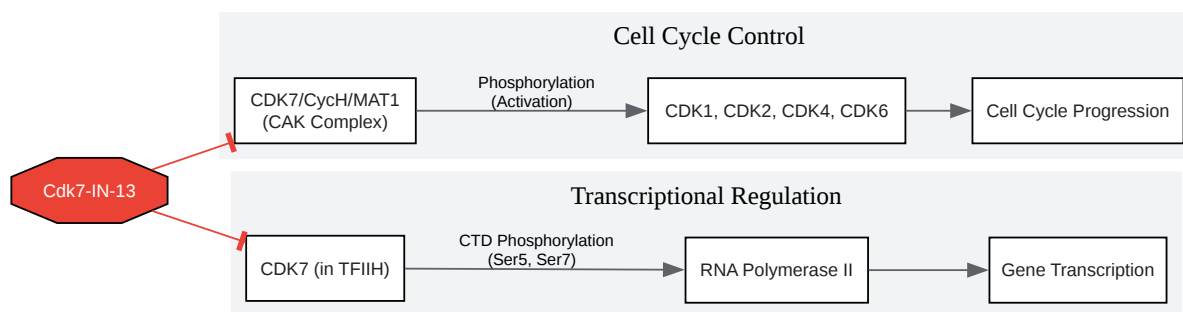 Cell Cycle Control
CDK7/CycH/MAT1
(CAK Complex)
Phosphorylation
(Activation)
CDK1, CDK2, CDK4, CDK6
Cell Cycle Progression
Cdk7-IN-13
Transcriptional Regulation
CDK7 (in TFIIH)
CTD Phosphorylation
(Ser5, Ser7)
RNA Polymerase II
Gene Transcription